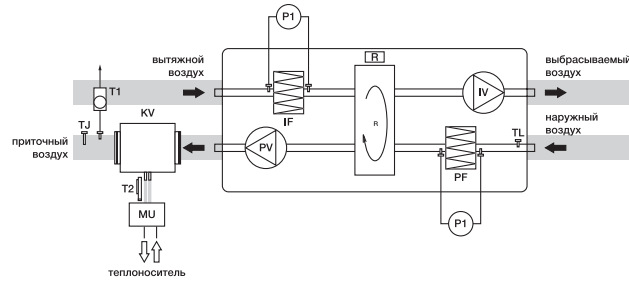 P1
вытяжной
воздух
R
выбрасываемый
воздух
T1
IV
TJ
KV
IF
R
наружный
воздух
TL
приточный
воздух
PV
PF
T2
MU
P1
теплоноситель